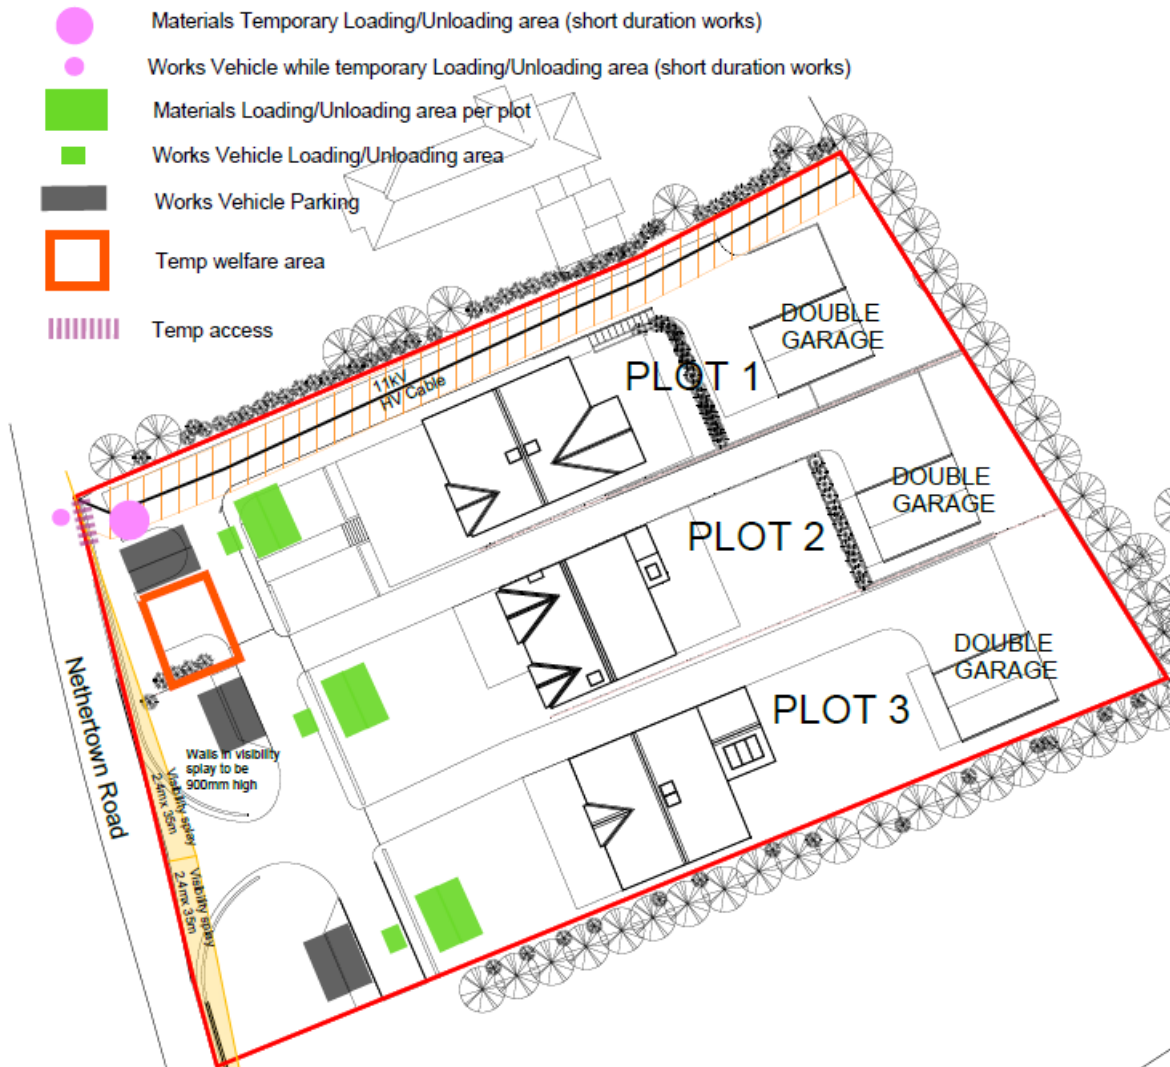 Materials Temporary Loading/Unloading area (short duration works)
Works Vehicle while temporary Loading/Unloading area (short duration works)
Materials Loading/Unloading area per plot
Works Vehicle Loading/Unloading area
Works Vehicle Parking
Temp welfare area
Temp access
11kV
HV Cable
PLOT 1
DOUBLE
GARAGE
PLOT 2
DOUBLE
GARAGE
PLOT 3
DOUBLE
GARAGE
Nethertown Road
Walls in visibility
splay to be
900mm high
Visibility splay
2.4mx 35m
Visibility splay
2.4mx 35m